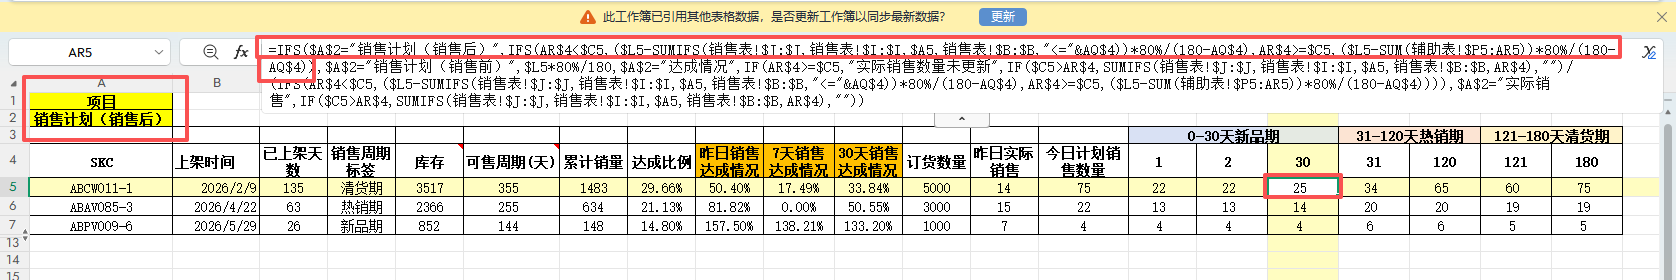 此工作簿已引用其他表格数据，是否更新工作簿以同步最新数据？ 更新
AR5 fx =IFS($A$2="销售计划（销售后）",IFS(AR$4<$C5,($L5-SUMIFS(销售表!$I:$I,销售表!$I:$I,$A5,销售表!$B:$B,"<="&AQ$4))*80%/(180-AQ$4),AR$4>=$C5,($L5-SUM(辅助表!$P5:AR5))*80%/(180-
AQ$4)),$A$2="销售计划（销售前）",$L5*80%/180,$A$2="达成情况",IF(AR$4>=$C5,"实际销售数量未更新",IF($C5>AR$4,SUMIFS(销售表!$J:$J,销售表!$I:$I,$A5,销售表!$B:$B,AR$4),"")/
(IFS(AR$4<$C5,($L5-SUMIFS(销售表!$J:$J,销售表!$I:$I,$A5,销售表!$B:$B,"<="&AQ$4))*80%/(180-AQ$4),AR$4>=$C5,($L5-SUM(辅助表!$P5:AR5))*80%/(180-AQ$4)))),$A$2="实际销
售",IF($C5>AR$4,SUMIFS(销售表!$J:$J,销售表!$I:$I,$A5,销售表!$B:$B,AR$4),""))
A B
1 项目
2 销售计划（销售后）
3 0-30天新品期 31-120天热销期 121-180天清货期
4 SKC 上架时间 已上架天数 销售周期标签 库存 可售周期(天) 累计销量 达成比例 昨日销售达成情况 7天销售达成情况 30天销售达成情况 订货数量 昨日实际销售 今日计划销售数量 1 2 30 31 120 121 180
5 ABCW011-1 2026/2/9 135 清货期 3517 355 1483 29.66% 50.40% 17.49% 33.84% 5000 14 75 22 22 25 34 65 60 75
6 ABAV085-3 2026/4/22 63 热销期 2366 255 634 21.13% 81.82% 0.00% 50.55% 3000 15 22 13 13 14 20 20 19 19
7 ABPV009-6 2026/5/29 26 新品期 852 144 148 14.80% 157.50% 138.21% 133.20% 1000 7 4 4 4 4 6 6 5 5
13
14
15